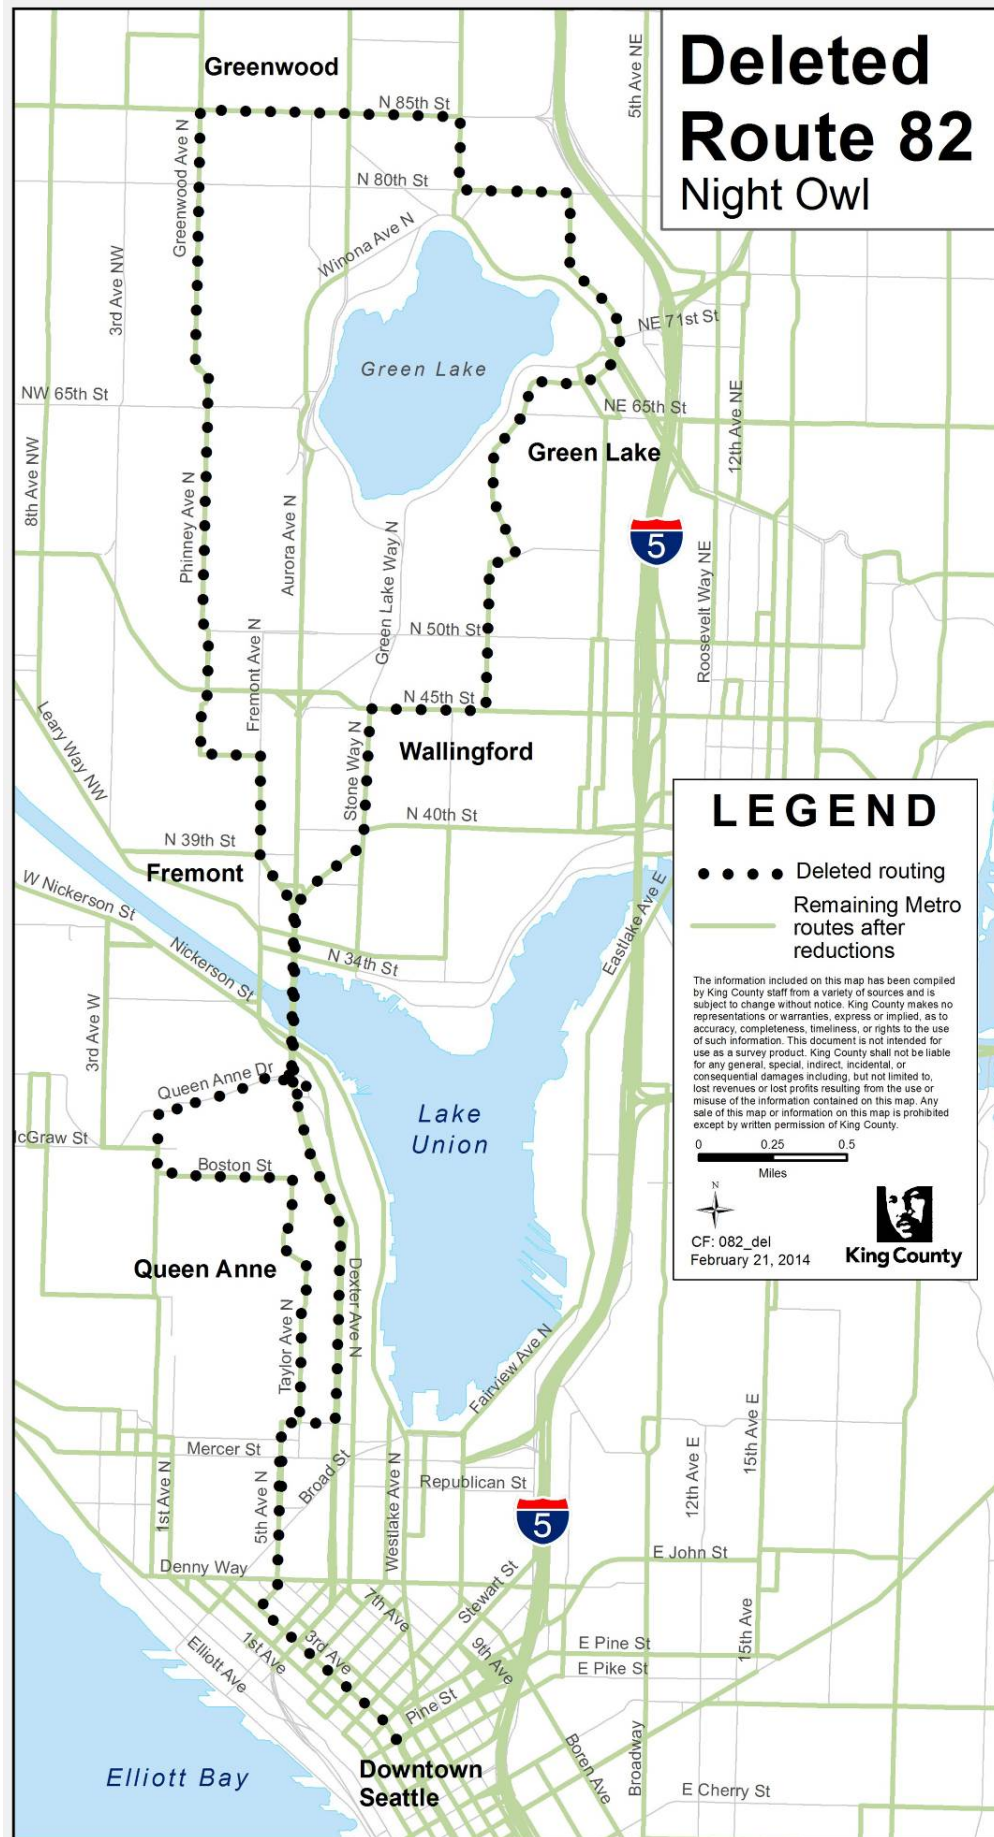 Deleted
Route 82
Night Owl
Greenwood
N 85th St
5th Ave NE
Greenwood Ave N
N 80th St
Winona Ave N
3rd Ave NW
NE 71st St
Green Lake
NW 65th St
NE 65th St
12th Ave NE
8th Ave NW
Green Lake
Phinney Ave N
Aurora Ave N
Green Lake Way N
5
Roosevelt Way NE
N 50th St
Fremont Ave N
N 45th St
Leary Way NW
Stone Way N
Wallingford
N 40th St
N 39th St
Fremont
W Nickerson St
Nickerson St
N 34th St
Eastlake Ave E
LEGEND
Deleted routing
Remaining Metro
routes after
reductions
The information included on this map has been compiled
by King County staff from a variety of sources and is
subject to change without notice. King County makes no
representations or warranties, express or implied, as to
accuracy, completeness, timeliness, or rights to the use
of such information. This document is not intended for
use as a survey product. King County shall not be liable
for any general, special, indirect, incidental, or
consequential damages including, but not limited to,
lost revenues or lost profits resulting from the use or
misuse of the information contained on this map. Any
sale of this map or information on this map is prohibited
except by written permission of King County.
0 0.25 0.5
Miles
N
CF: 082_del
February 21, 2014
King County
3rd Ave W
Queen Anne Dr
Lake
Union
cGraw St
Boston St
Queen Anne
Dexter Ave N
Taylor Ave N
Fairview Ave N
Mercer St
Broad St
Republican St
1st Ave N
5th Ave N
Westlake Ave N
12th Ave E
15th Ave E
5
Denny Way
E John St
7th Ave
Stewart St
3rd Ave
1st Ave
Elliott Ave
9th Ave
15th Ave
E Pine St
E Pike St
Pine St
Boren Ave
Broadway
Downtown
Seattle
Elliott Bay
E Cherry St